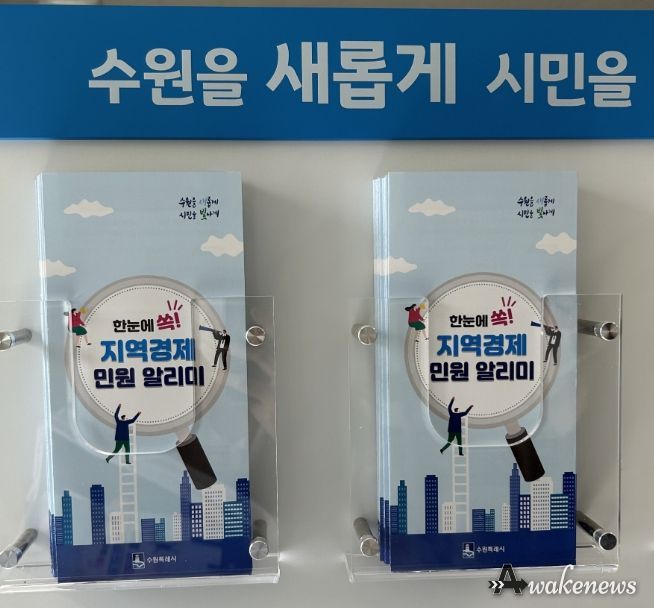 수원을 새롭게 시민을
수원을 새롭게
시민을 빛나게
한눈에 쏙!
지역경제
민원 알리미
수원특례시
수원을 새롭게
시민을 빛나게
한눈에 쏙!
지역경제
민원 알리미
수원특례시
Awakenews